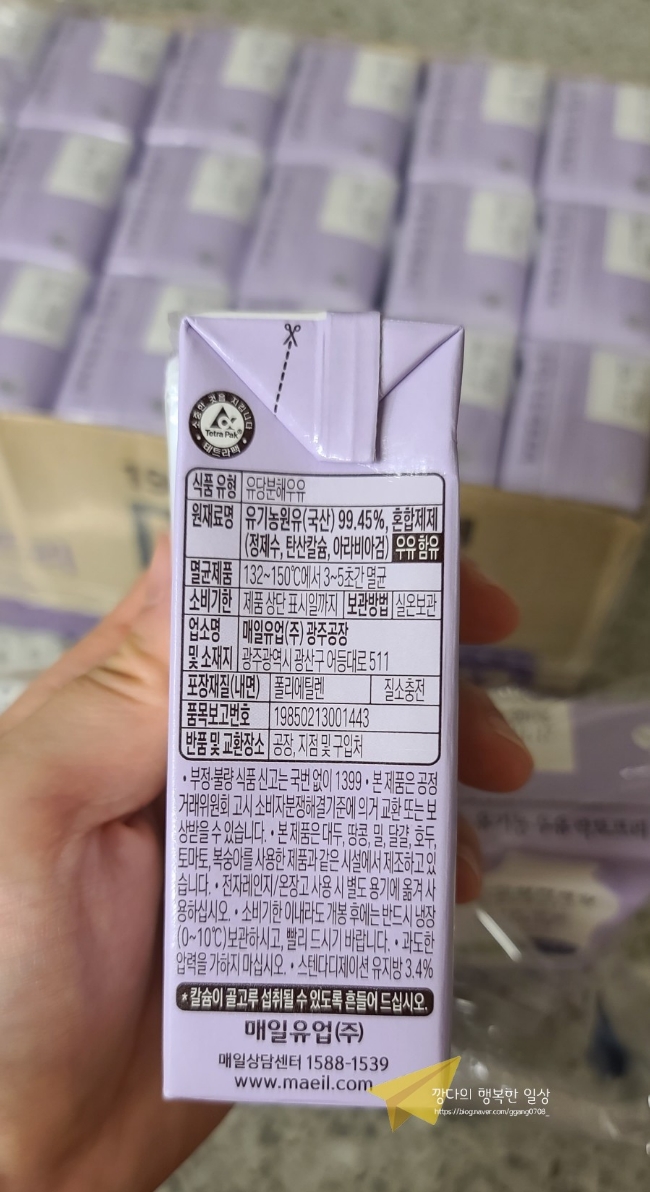 소중한 것을 지킵니다
Tetra Pak®
테트라팩
식품 유형 유당분해우유
원재료명 유기농원유(국산) 99.45%, 혼합제제
(정제수, 탄산칼슘, 아라비아검) 우유 함유
멸균제품 132~150℃에서 3~5초간 멸균
소비기한 제품 상단 표시일까지 보관방법 실온보관
업소명 매일유업(주) 광주공장
및 소재지 광주광역시 광산구 어등대로 511
포장재질(내면) 폴리에틸렌 질소충전
품목보고번호 19850213001443
반품 및 교환장소 공장, 지점 및 구입처
• 부정·불량 식품 신고는 국번 없이 1399 • 본 제품은 공정
거래위원회 고시 소비자분쟁해결기준에 의거 교환 또는 보
상받을 수 있습니다. • 본 제품은 대두, 땅콩, 밀, 달걀, 호두,
토마토, 복숭아를 사용한 제품과 같은 시설에서 제조하고 있
습니다. • 전자레인지/온장고 사용 시 별도 용기에 옮겨 사
용하십시오. • 소비기한 이내라도 개봉 후에는 반드시 냉장
(0~10℃)보관하시고, 빨리 드시기 바랍니다. • 과도한
압력을 가하지 마십시오. • 스텐다디제이션 유지방 3.4%
* 칼슘이 골고루 섭취될 수 있도록 흔들어 드십시오.
매일유업(주)
매일상담센터 1588-1539
www.maeil.com
깡다의 행복한 일상
https://blog.naver.com/ggang0708_